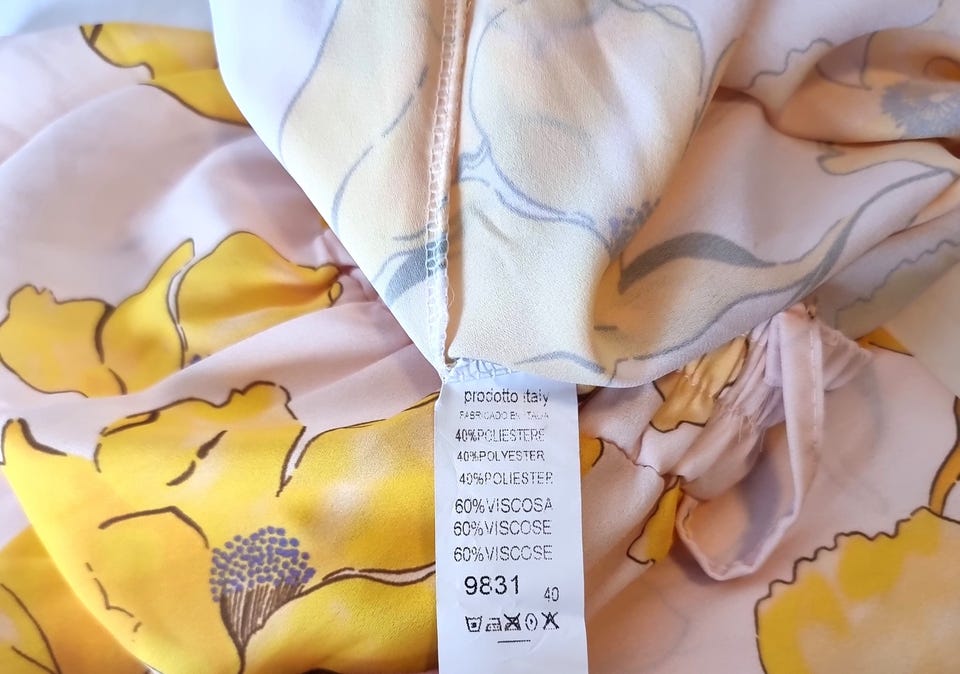 prodotto italy
FABRICADO EN ITALIA
40%POLIESTERE
40%POLYESTER
40%POLIESTER
60%VISCOSA
60%VISCOSE
60%VISCOSE
9831
40